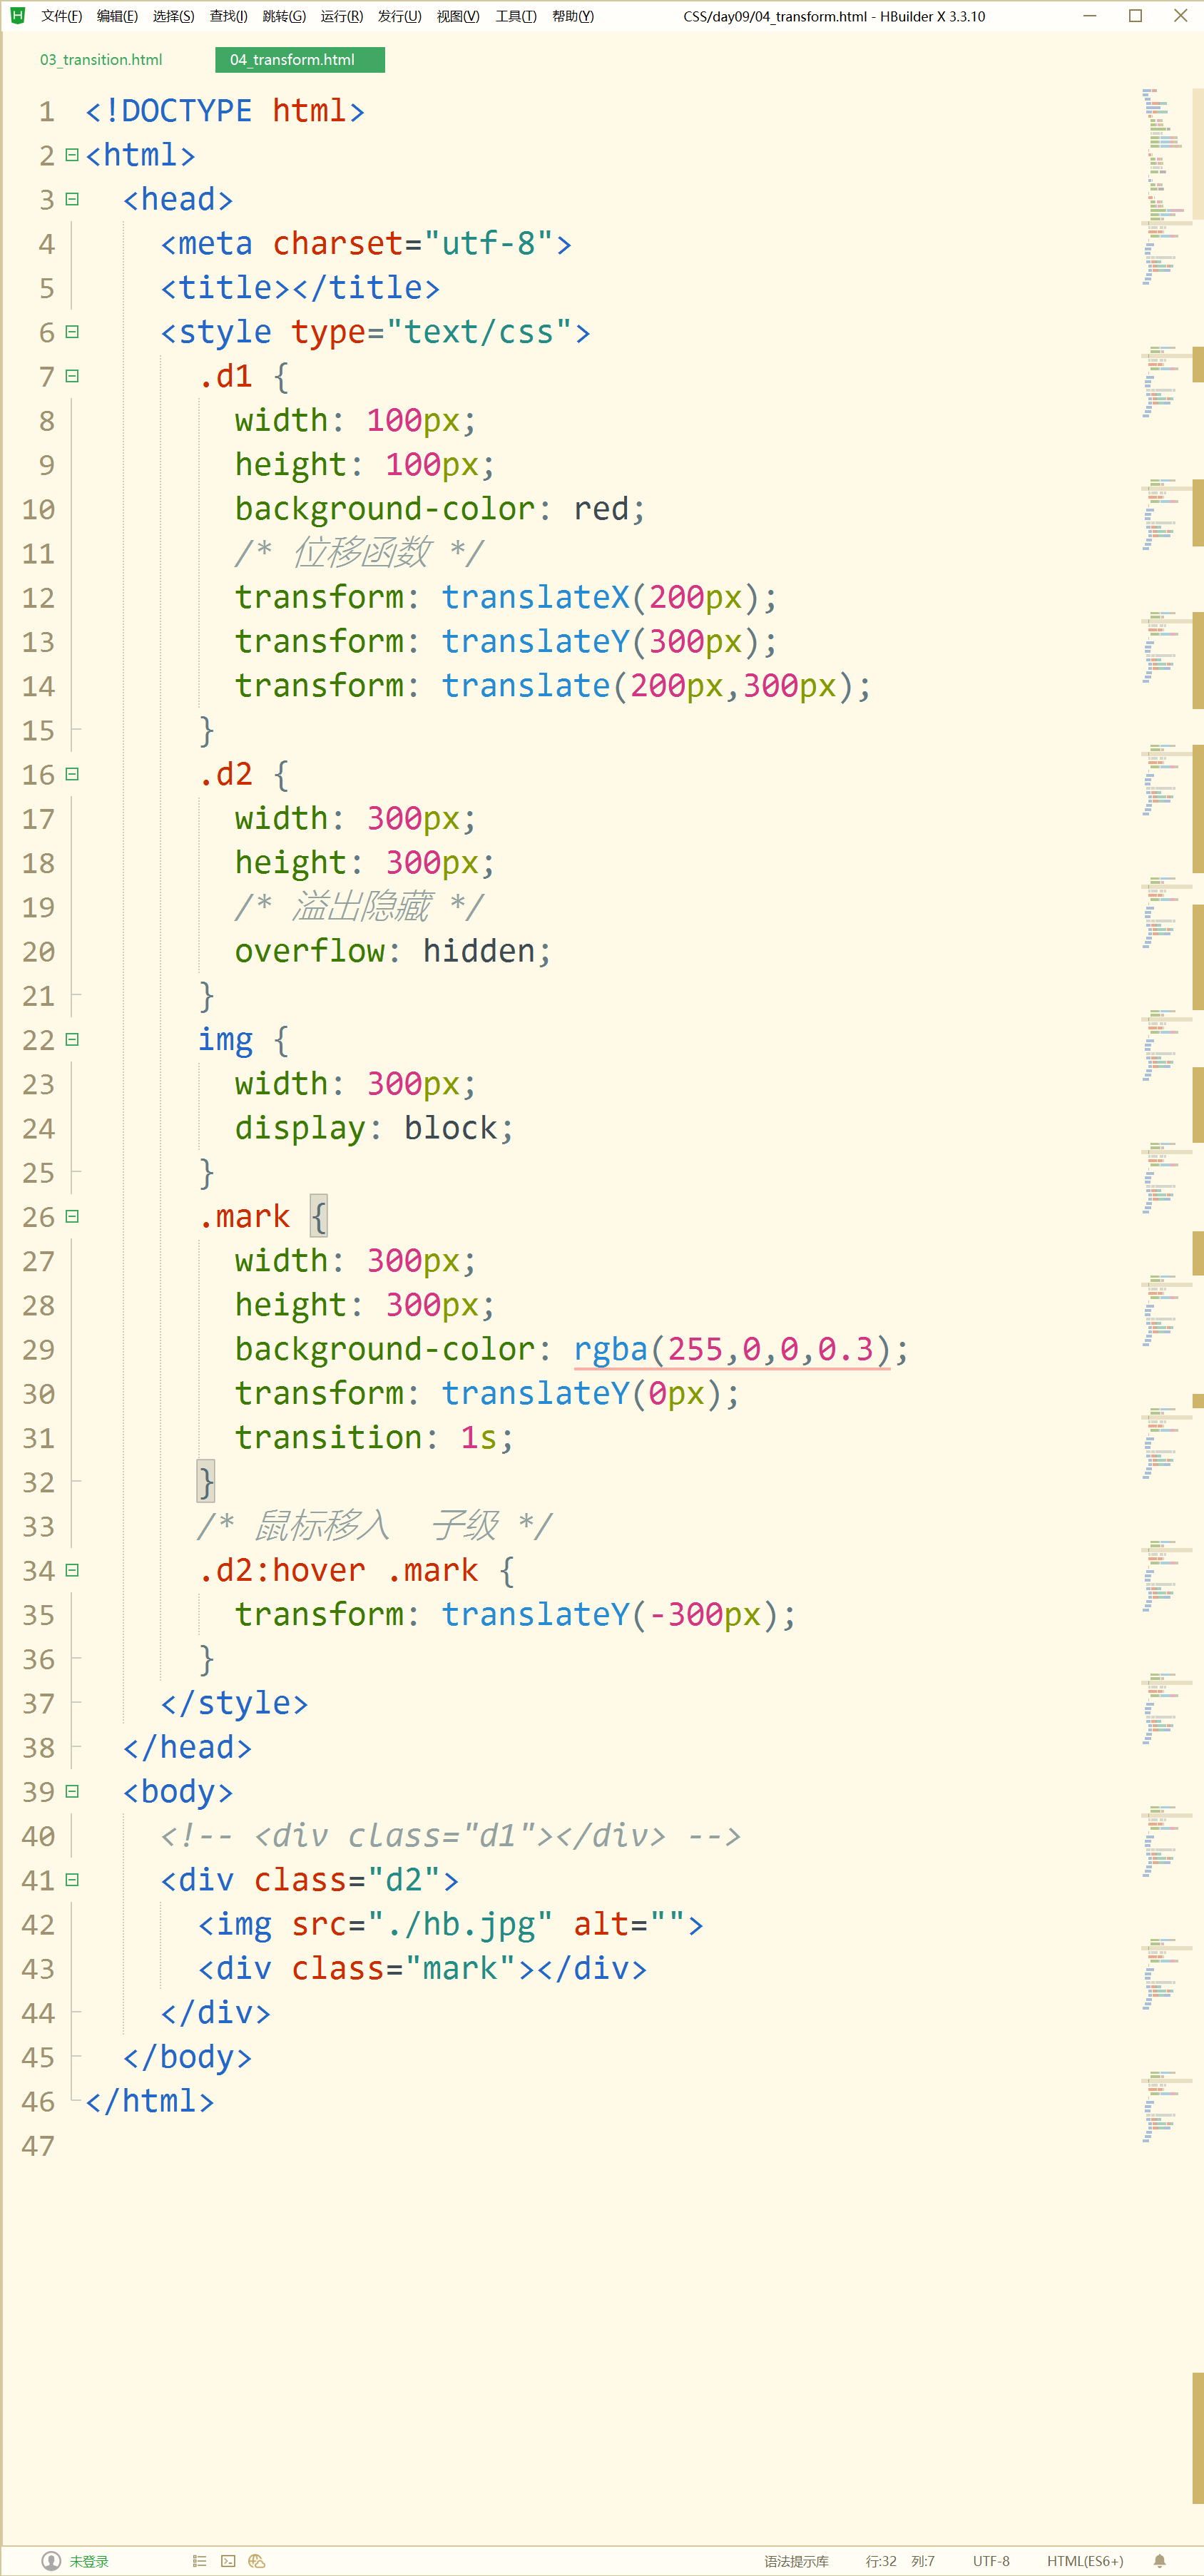 文件(F) 编辑(E) 选择(S) 查找(I) 跳转(G) 运行(R) 发行(U) 视图(V) 工具(T) 帮助(Y) CSS/day09/04_transform.html - HBuilder X 3.3.10
03_transition.html 04_transform.html
1 <!DOCTYPE html>
2 <html>
3 <head>
4 <meta charset="utf-8">
5 <title></title>
6 <style type="text/css">
7 .d1 {
8 width: 100px;
9 height: 100px;
10 background-color: red;
11 /* 位移函数 */
12 transform: translateX(200px);
13 transform: translateY(300px);
14 transform: translate(200px,300px);
15 }
16 .d2 {
17 width: 300px;
18 height: 300px;
19 /* 溢出隐藏 */
20 overflow: hidden;
21 }
22 img {
23 width: 300px;
24 display: block;
25 }
26 .mark {
27 width: 300px;
28 height: 300px;
29 background-color: rgba(255,0,0,0.3);
30 transform: translateY(0px);
31 transition: 1s;
32 }
33 /* 鼠标移入 子级 */
34 .d2:hover .mark {
35 transform: translateY(-300px);
36 }
37 </style>
38 </head>
39 <body>
40 <!-- <div class="d1"></div> -->
41 <div class="d2">
42 <img src="./hb.jpg" alt="">
43 <div class="mark"></div>
44 </div>
45 </body>
46 </html>
47
未登录 语法提示库 行:32 列:7 UTF-8 HTML(ES6+)